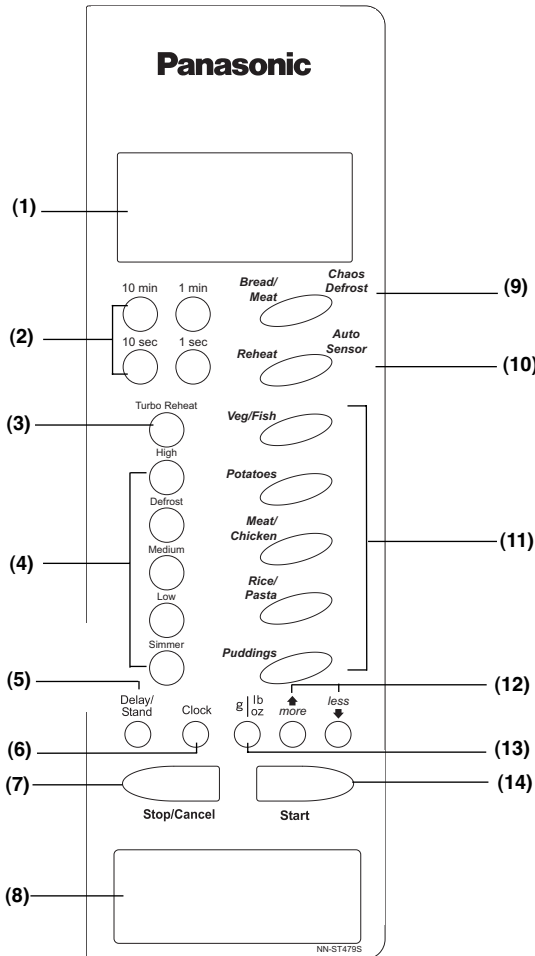 Panasonic
(1)
10 min
1 min
Bread/
Meat
Chaos
Defrost
(9)
(2)
10 sec
1 sec
Reheat
Auto
Sensor
(10)
(3)
Turbo Reheat
Veg/Fish
High
Potatoes
Defrost
Meat/
Chicken
(4)
Medium
(11)
Low
Rice/
Pasta
Simmer
Puddings
(5)
Delay/
Stand
Clock
g
lb
oz
more
less
(12)
(6)
(13)
(7)
Stop/Cancel
Start
(14)
(8)
NN-ST479S